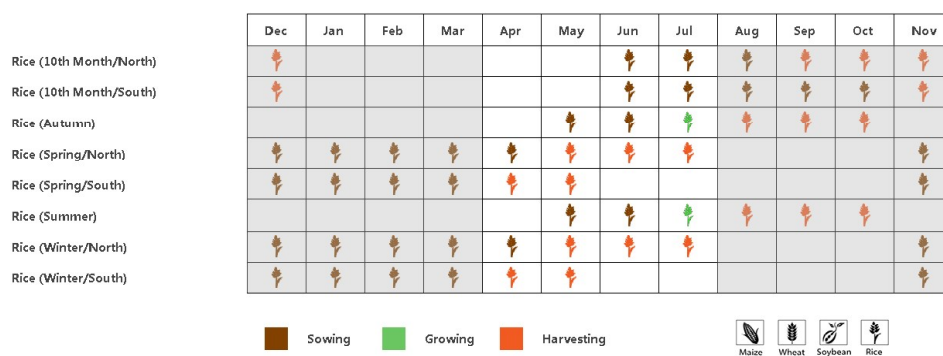 Dec Jan Feb Mar Apr May Jun Jul Aug Sep Oct Nov
Rice (10th Month/North)
Rice (10th Month/South)
Rice (Autumn)
Rice (Spring/North)
Rice (Spring/South)
Rice (Summer)
Rice (Winter/North)
Rice (Winter/South)
Sowing Growing Harvesting
Maize Wheat Soybean Rice